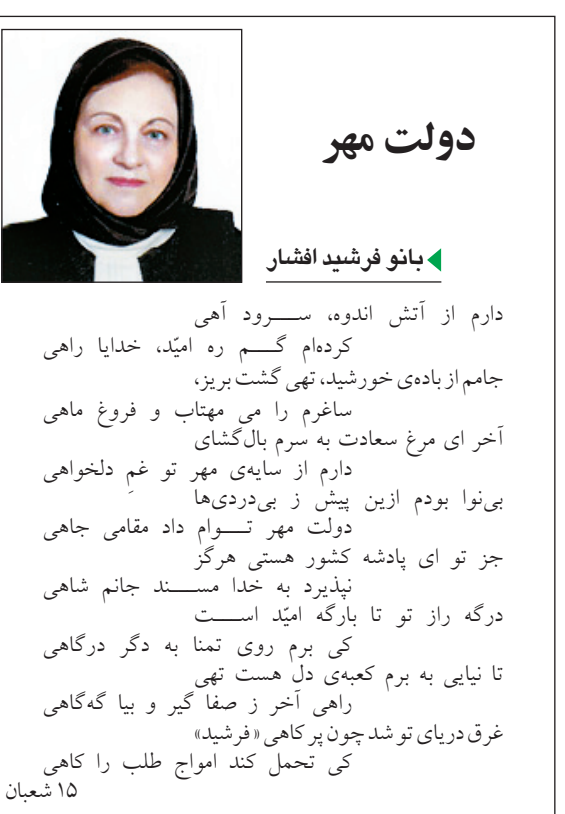 دولت مهر
بانو فرشید افشار
دارم از آتش اندوه، سرود آهی
کرده‌ام گم ره امیّد، خدایا راهی
جامم از باده‌ی خورشید، تهی گشت بریز،
ساغرم را می مهتاب و فروغ ماهی
آخر ای مرغ سعادت به سرم بال‌گشای
دارم از سایه‌ی مهر تو غمِ دلخواهی
بی‌نوا بودم ازین پیش ز بی‌دردی‌ها
دولت مهر توام داد مقامی جاهی
جز تو ای پادشه کشور هستی هرگز
نپذیرد به خدا مسند جانم شاهی
درگه راز تو تا بارگه امیّد است
کی برم روی تمنا به دگر درگاهی
تا نیایی به برم کعبه‌ی دل هست تهی
راهی آخر ز صفا گیر و بیا گه‌گاهی
غرق دریای تو شد چون پر کاهی «فرشید»
کی تحمل کند امواج طلب را کاهی
۱۵ شعبان